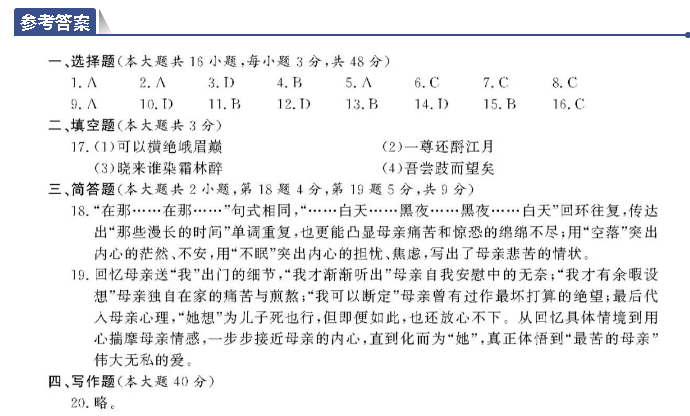 参考答案
一、选择题(本大题共 16 小题,每小题 3 分,共 48 分)
1. A 2. A 3. D 4. B 5. A 6. C 7. C 8. C
9. A 10. D 11. B 12. D 13. B 14. D 15. B 16. C
二、填空题(本大题共 3 分)
17. (1)可以横绝峨眉巅 (2)一尊还酹江月
(3)晓来谁染霜林醉 (4)吾尝跂而望矣
三、简答题(本大题共 2 小题,第 18 题 4 分,第 19 题 5 分,共 9 分)
18. “在那……在那……”句式相同,“……白天……黑夜……黑夜……白天”回环往复,传达
出“那些漫长的时间”单调重复,也更能凸显母亲痛苦和惊恐的绵绵不尽;用“空落”突出
内心的茫然、不安,用“不眠”突出内心的担忧、焦虑,写出了母亲悲苦的情状。
19. 回忆母亲送“我”出门的细节,“我才渐渐听出”母亲自我安慰中的无奈;“我才有余暇设
想”母亲独自在家的痛苦与煎熬;“我可以断定”母亲曾有过作最坏打算的绝望;最后代
入母亲心理,“她想”为儿子死也行,但即便如此,也还放心不下。从回忆具体情境到用
心揣摩母亲情感,一步步接近母亲的内心,直到化而为“她”,真正体悟到“最苦的母亲”
伟大无私的爱。
四、写作题(本大题 40 分)
20. 略。